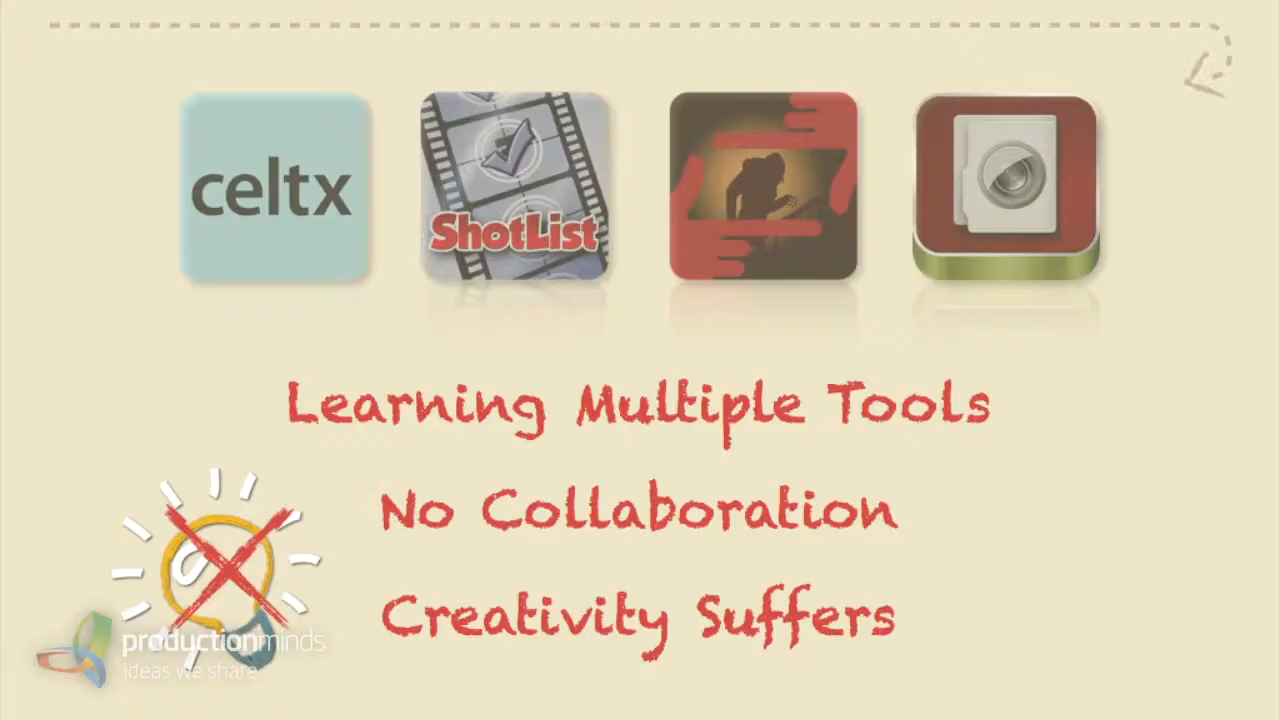 celtx
ShotList
Learning Multiple Tools
No Collaboration
Creativity Suffers
productionminds
ideas we share